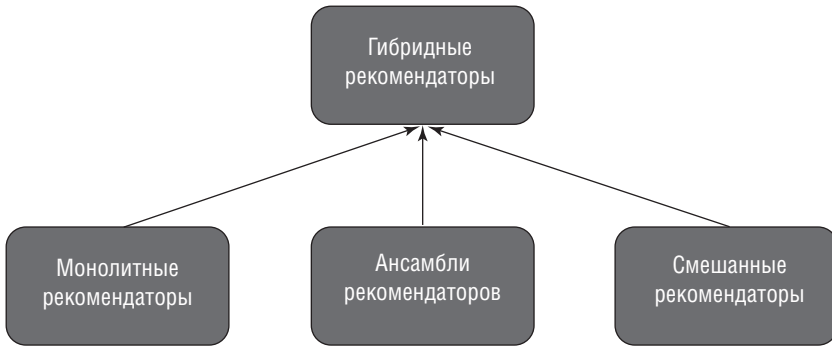 Гибридные
рекомендаторы
Монолитные
рекомендаторы
Ансамбли
рекомендаторов
Смешанные
рекомендаторы